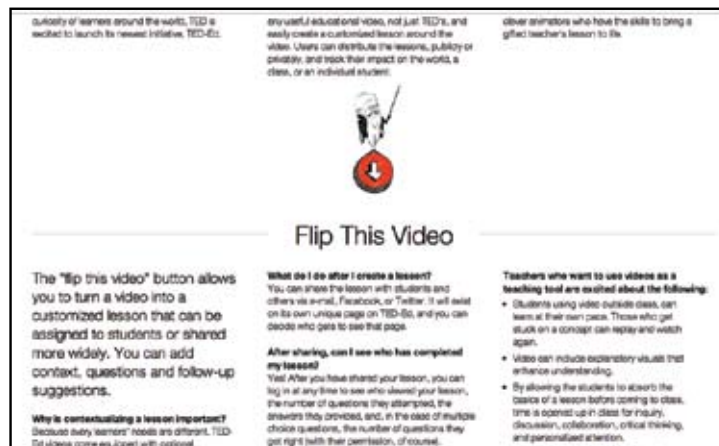 curiosity of learners around the world, TED is
excited to launch its newest initiative, TED-Ed.
any useful educational video, not just TED's, and
easily create a customized lesson around the
video. Users can distribute the lessons, publicly or
privately, and track their impact on the world, a
class, or an individual student.
clever animators who have the skills to bring a
gifted teacher's lesson to life.
Flip This Video
The "flip this video" button allows
you to turn a video into a
customized lesson that can be
assigned to students or shared
more widely. You can add
context, questions and follow-up
suggestions.
Why is contextualizing a lesson important?
Because every learners' needs are different. TED-
Ed videos come equipped with optional
What do I do after I create a lesson?
You can share the lesson with students and
others via e-mail, Facebook, or Twitter. It will exist
on its own unique page on TED-Ed, and you can
decide who gets to see that page.
After sharing, can I see who has completed
my lesson?
Yes! After you have shared your lesson, you can
log in at any time to see who viewed your lesson,
the number of questions they attempted, the
answers they provided, and, in the case of multiple
choice questions, the number of questions they
got right (with their permission, of course).
Teachers who want to use videos as a
teaching tool are excited about the following:
• Students using video outside class, can
learn at their own pace. Those who get
stuck on a concept can replay and watch
again.
• Video can include explanatory visuals that
enhance understanding.
• By allowing the students to absorb the
basics of a lesson before coming to class,
time is opened up in class for inquiry,
discussion, collaboration, critical thinking,
and personalized attention.